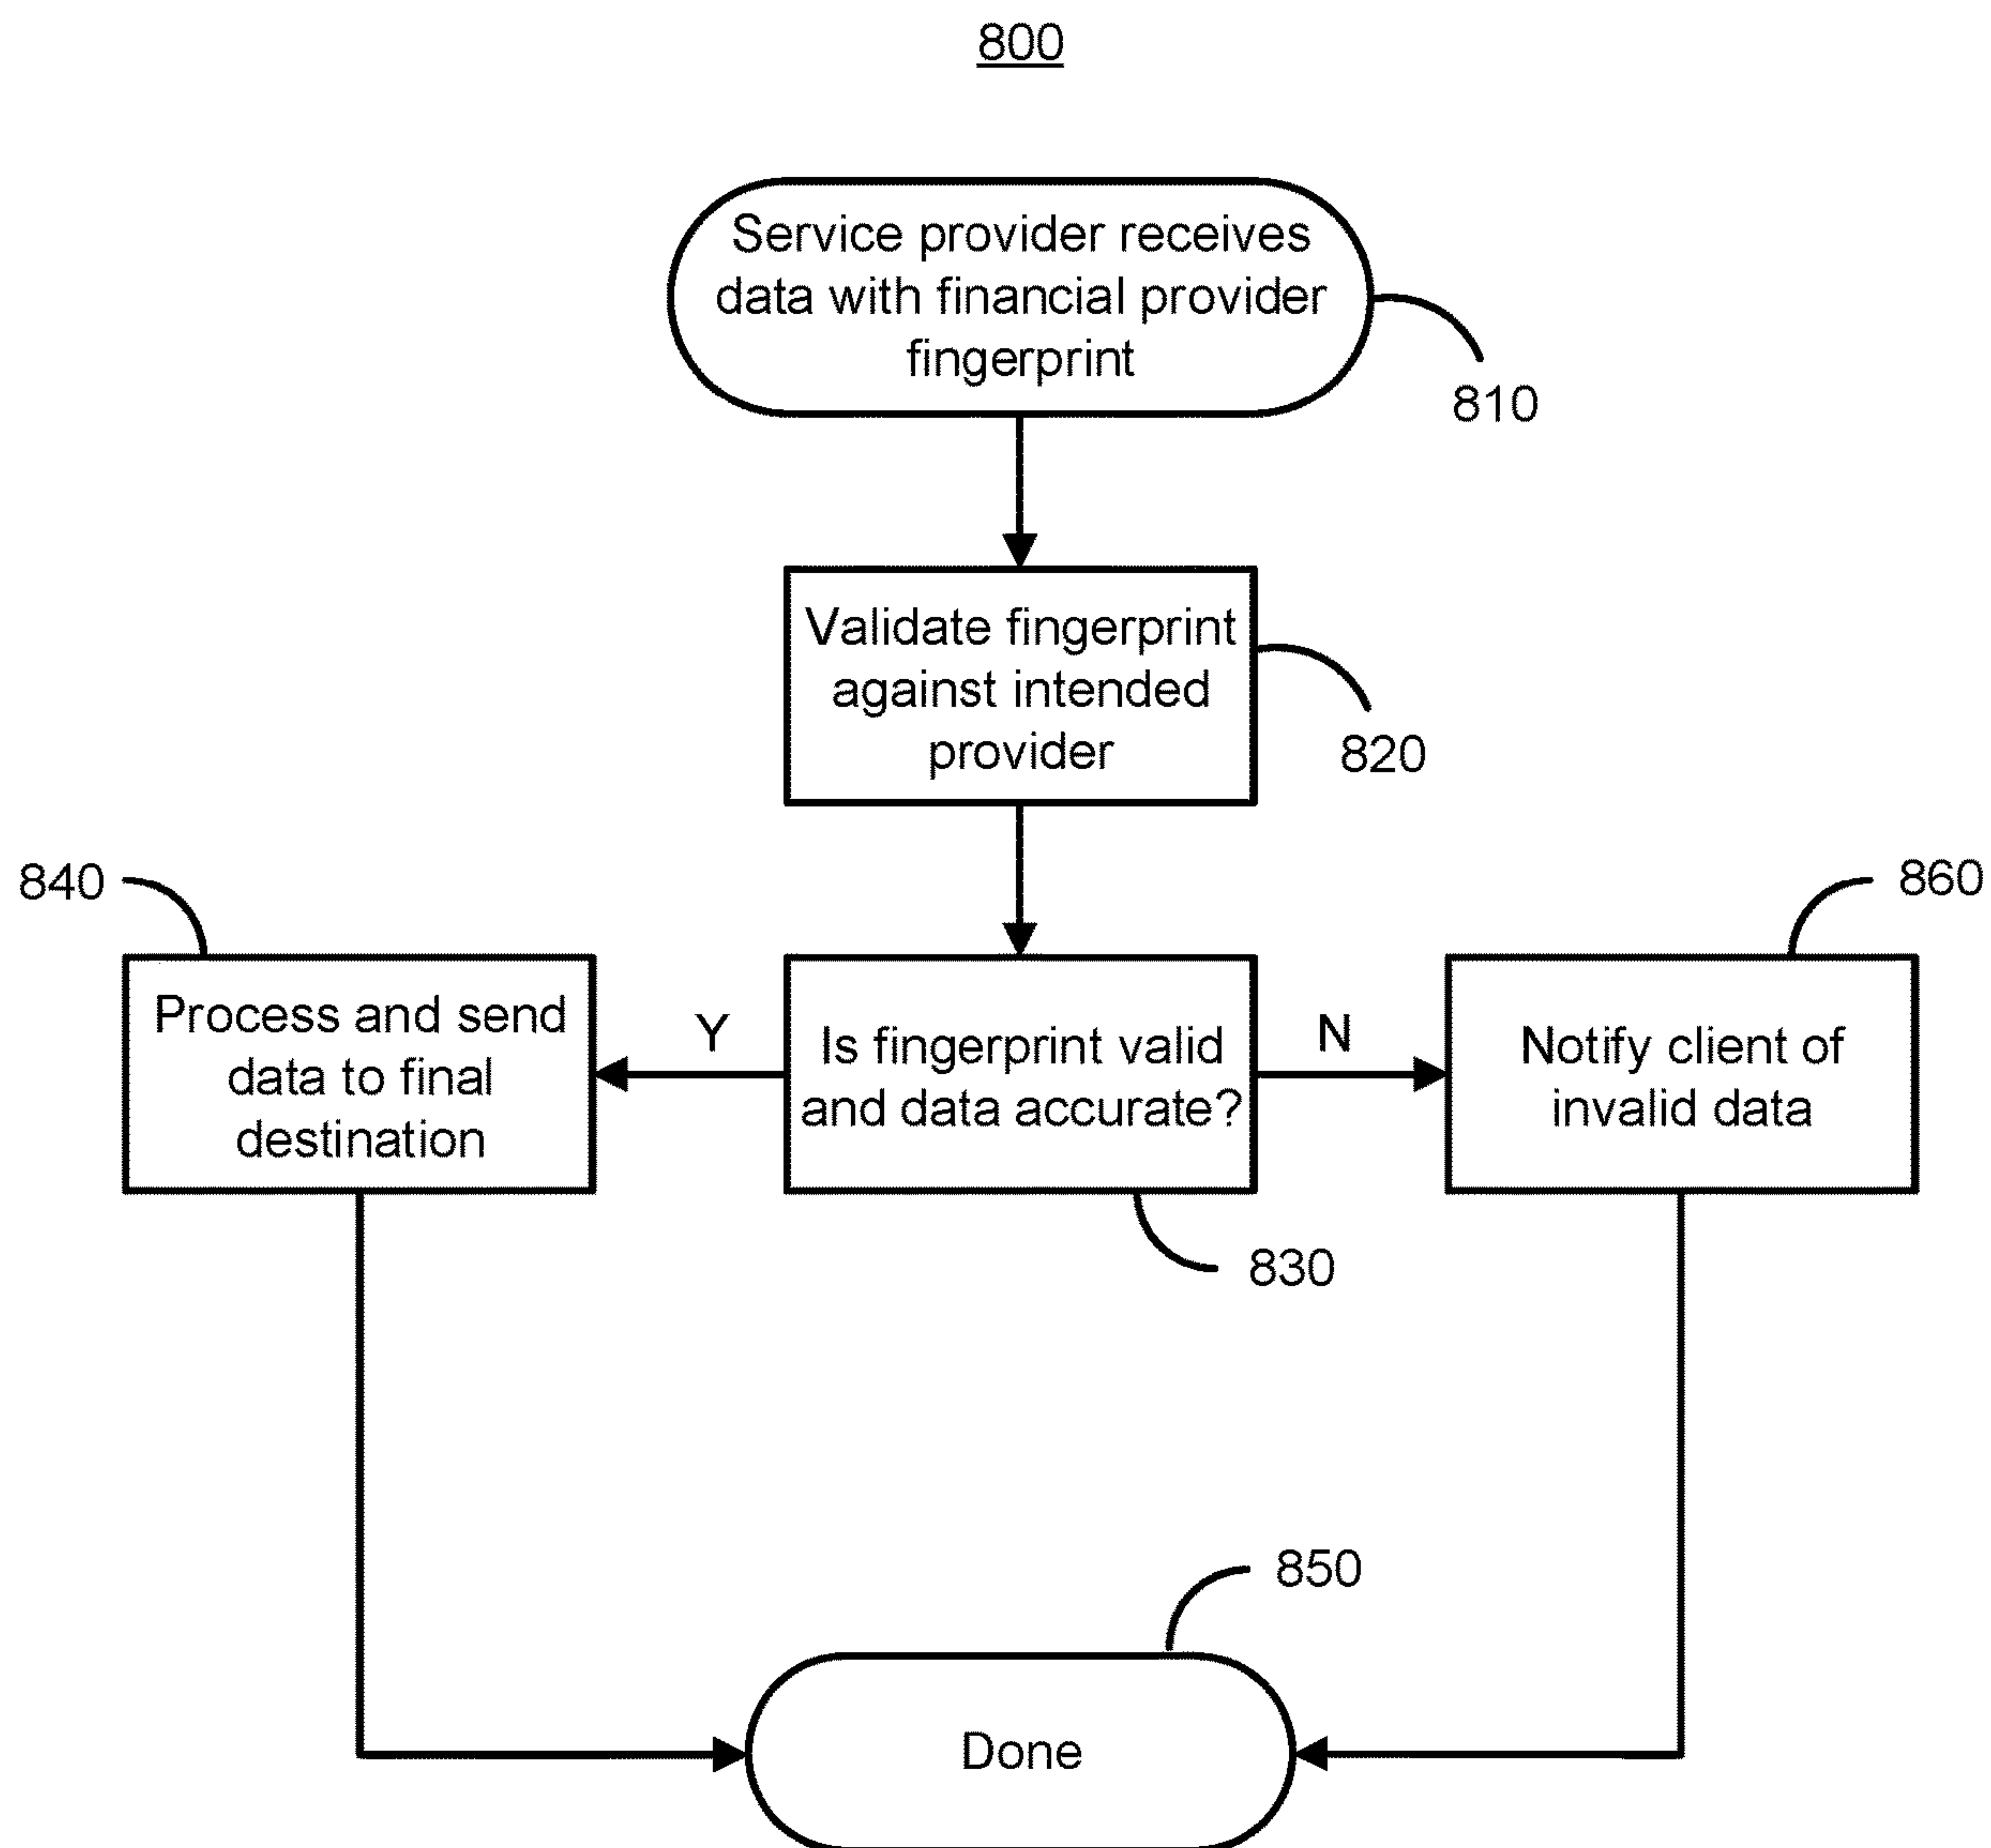 800
Service provider receives
data with financial provider
fingerprint
810
Validate fingerprint
against intended
provider
820
840
860
Process and send
data to final
destination
Y
Is fingerprint valid
and data accurate?
N
Notify client of
invalid data
830
850
Done